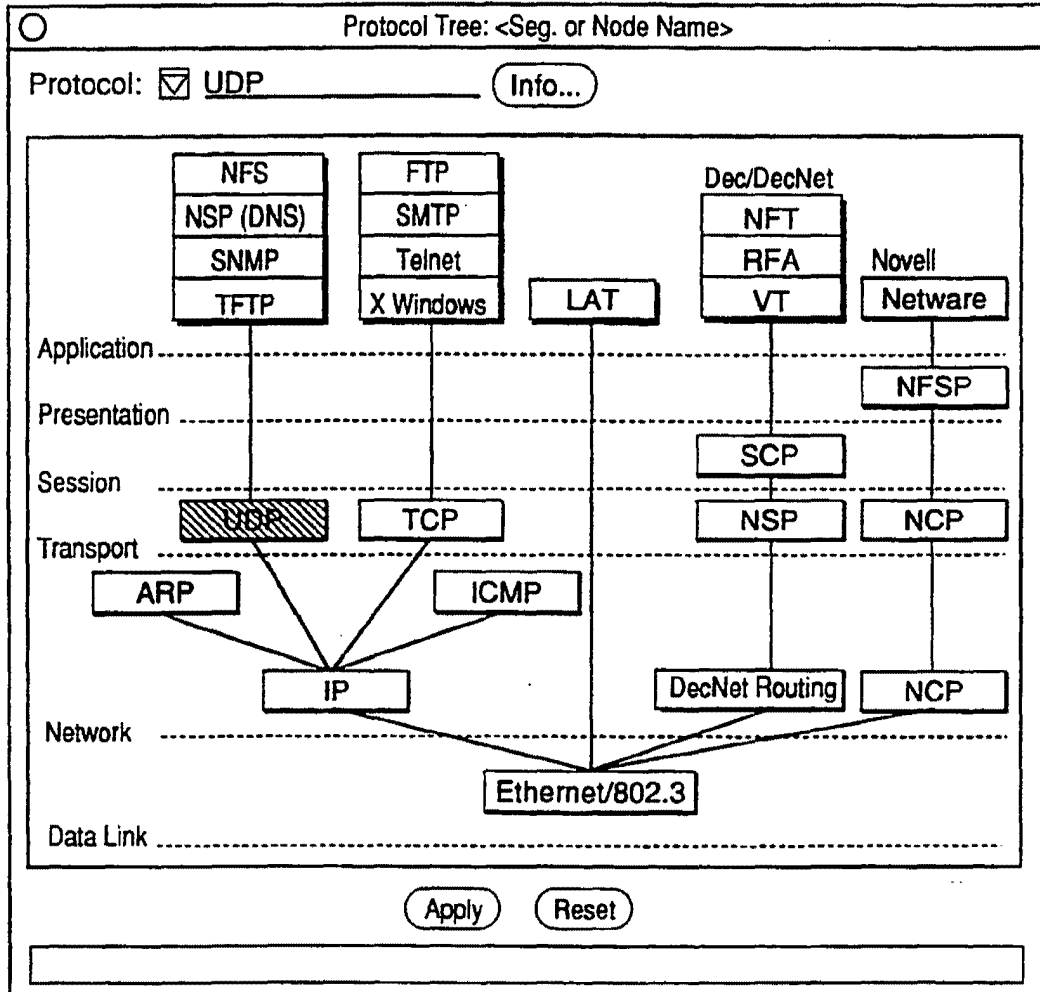 Protocol Tree: <Seg. or Node Name>
Protocol: UDP Info...
NFS
NSP (DNS)
SNMP
TFTP
FTP
SMTP
Telnet
X Windows
LAT
Dec/DecNet
NFT
RFA
VT
Novell
Netware
Application
NFSP
Presentation
SCP
Session
UDP
TCP
NSP
NCP
Transport
ARP
ICMP
IP
DecNet Routing
NCP
Network
Ethernet/802.3
Data Link
Apply
Reset